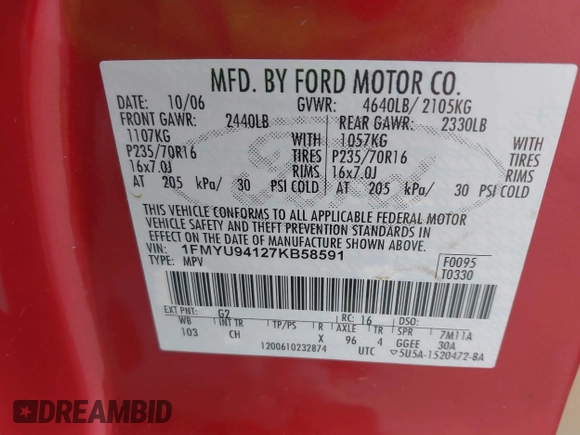 MFD. BY FORD MOTOR CO.
DATE: 10/06 GVWR: 4640LB/ 2105KG
FRONT GAWR: 2440LB REAR GAWR: 2330LB
1107KG WITH 1057KG WITH
P235/70R16 TIRES P235/70R16 TIRES
16x7.0J RIMS 16x7.0J RIMS
AT 205 kPa/ 30 PSI COLD AT 205 kPa/ 30 PSI COLD
THIS VEHICLE CONFORMS TO ALL APPLICABLE FEDERAL MOTOR
VEHICLE SAFETY AND BUMPER AND THEFT PREVENTION STANDARDS IN
EFFECT ON THE DATE OF MANUFACTURE SHOWN ABOVE.
VIN: 1FMYU94127KB58591 F0095
TYPE: MPV T0330
EXT PNT: G2 RC: 16 DSO:
WB INT TR TP/PS R AXLE TR SPR 7M11A
103 CH X 96 4 GGEE 30A
1200610232874 UTC 5U5A-1520472-8A
DREAMBID